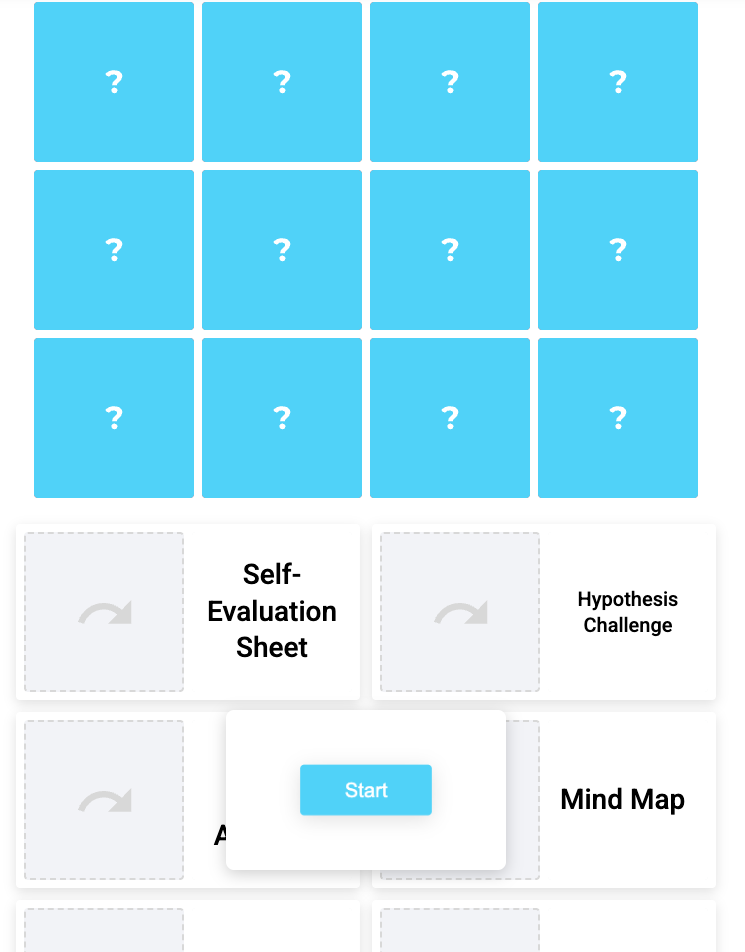 ? ? ? ?
? ? ? ?
? ? ? ?
Self-
Evaluation
Sheet
Hypothesis
Challenge
Start
Mind Map